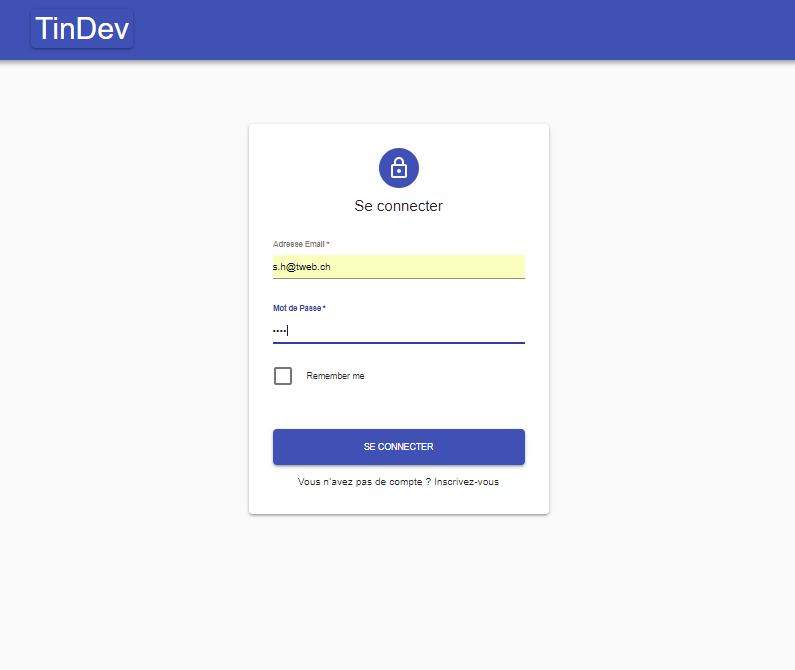 TinDev
Se connecter
Adresse Email *
s.h@tweb.ch
Mot de Passe *
••••
Remember me
SE CONNECTER
Vous n'avez pas de compte ? Inscrivez-vous